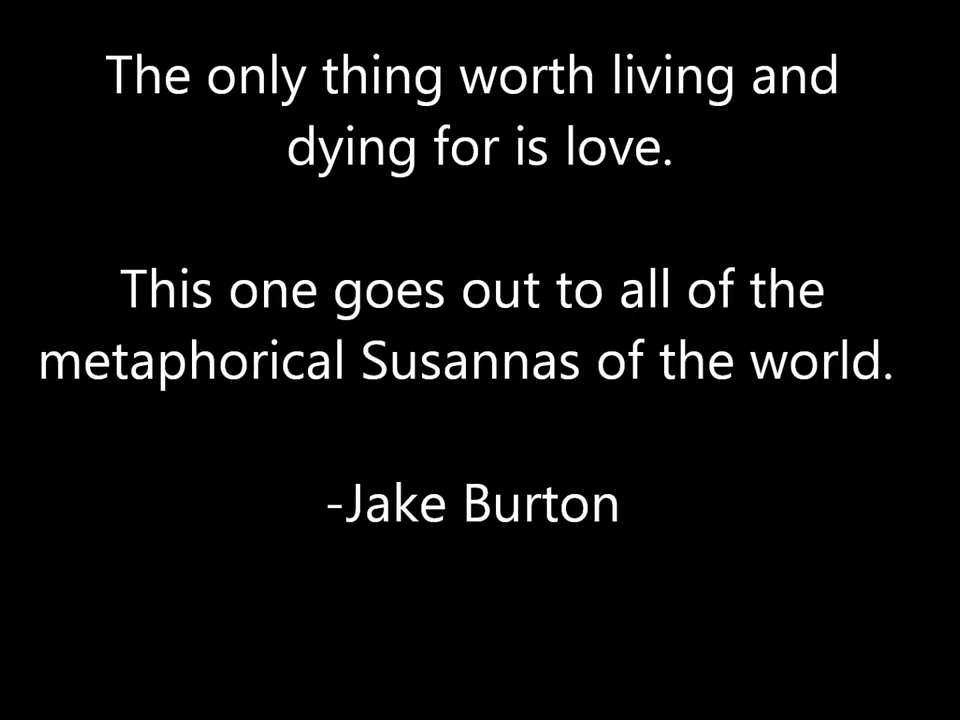 The only thing worth living and
dying for is love.
This one goes out to all of the
metaphorical Susannas of the world.
-Jake Burton